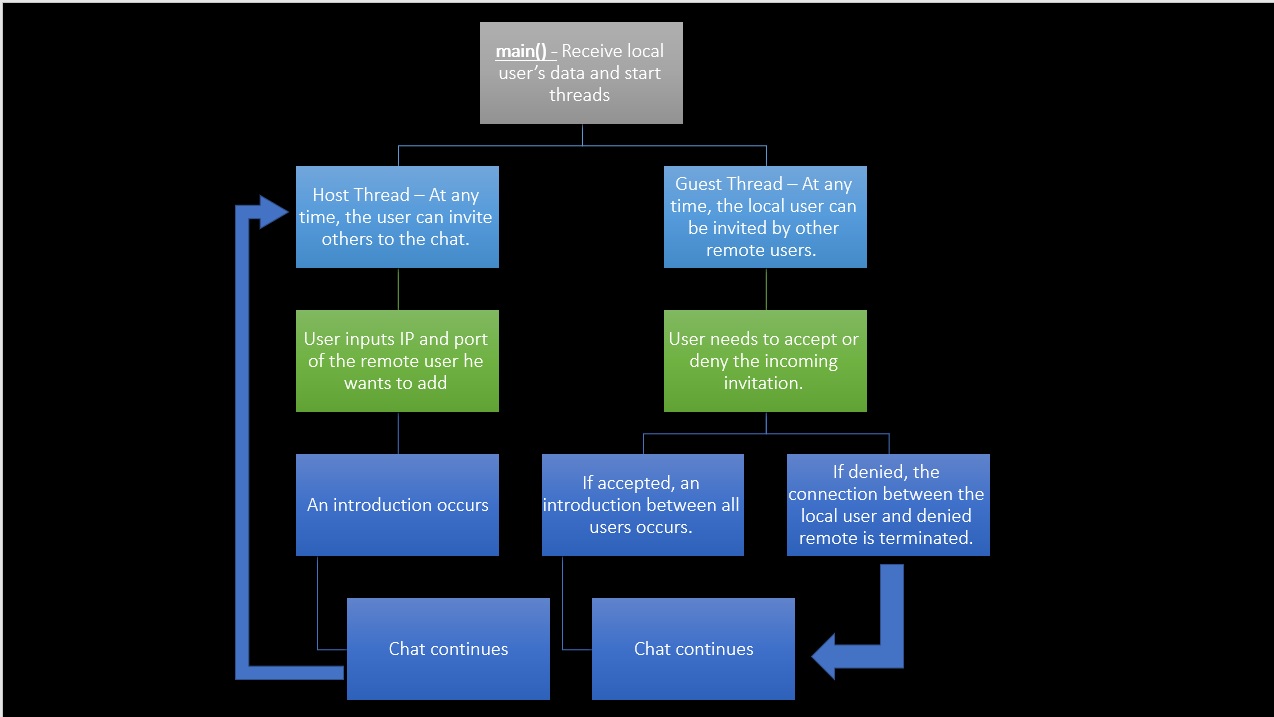 main() - Receive local
user’s data and start
threads
Host Thread – At any
time, the user can invite
others to the chat.
Guest Thread – At any
time, the local user can
be invited by other
remote users.
User inputs IP and port
of the remote user he
wants to add
User needs to accept or
deny the incoming
invitation.
An introduction occurs
If accepted, an
introduction between all
users occurs.
If denied, the
connection between the
local user and denied
remote is terminated.
Chat continues
Chat continues